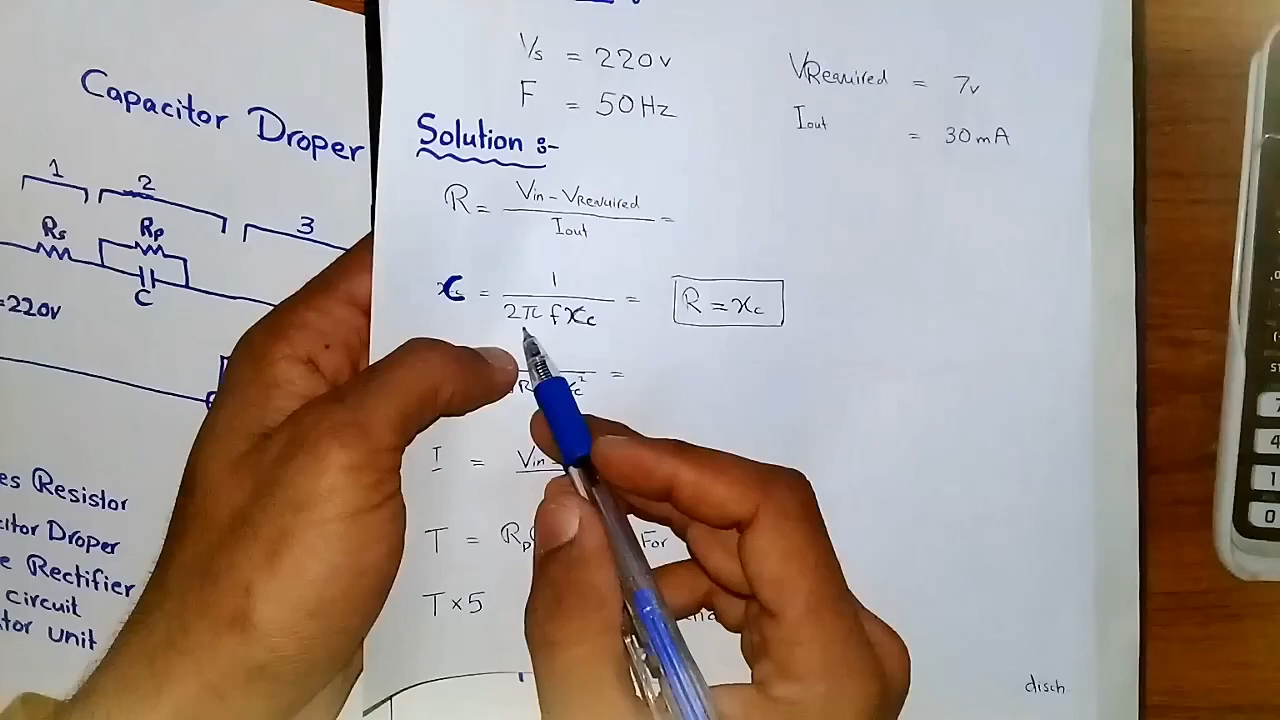 Capacitor Droper
1
2
3
Rs
Rp
C
=220v
es Resistor
citor Droper
e Rectifier
circuit
tor unit
Vs = 220v
F = 50Hz
VRequired = 7v
Iout = 30mA
Solution :-
R = Vin - VRequired / Iout =
xc = 1 / 2π f Xc =
R = xc
I = Vin
T = Rp For
T×5
disch